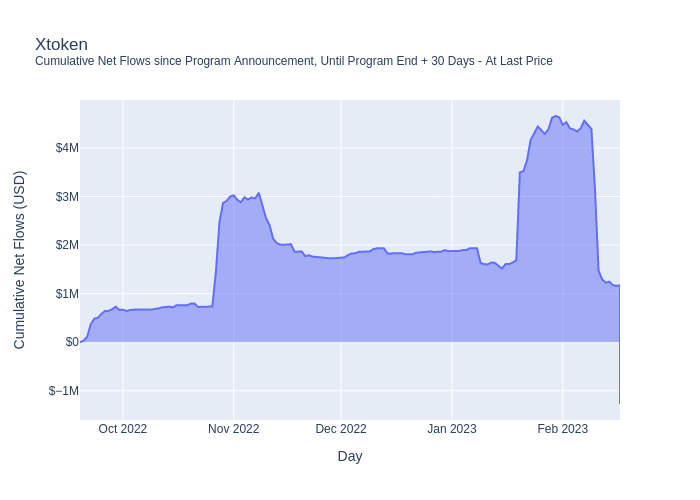 Xtoken
Cumulative Net Flows since Program Announcement, Until Program End + 30 Days - At Last Price
Cumulative Net Flows (USD)
$4M
$3M
$2M
$1M
$0
$−1M
Oct 2022
Nov 2022
Dec 2022
Jan 2023
Feb 2023
Day